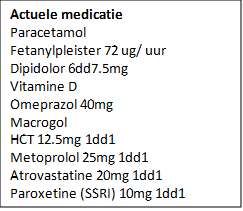 Actuele medicatie
Paracetamol
Fetanylpleister 72 ug/ uur
Dipidolor 6dd7.5mg
Vitamine D
Omeprazol 40mg
Macrogol
HCT 12.5mg 1dd1
Metoprolol 25mg 1dd1
Atrovastatine 20mg 1dd1
Paroxetine (SSRI) 10mg 1dd1